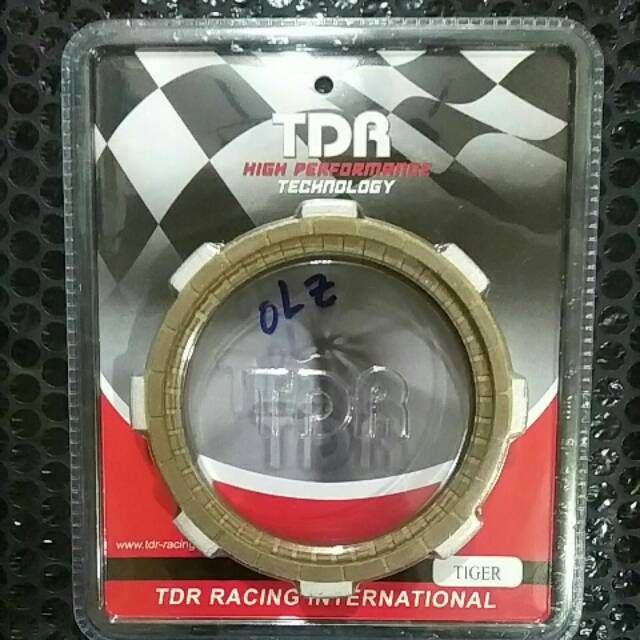 TDR
HIGH PERFORMANCE
TECHNOLOGY
OLZ
TDR
www.tdr-racing
TIGER
TDR RACING INTERNATIONAL